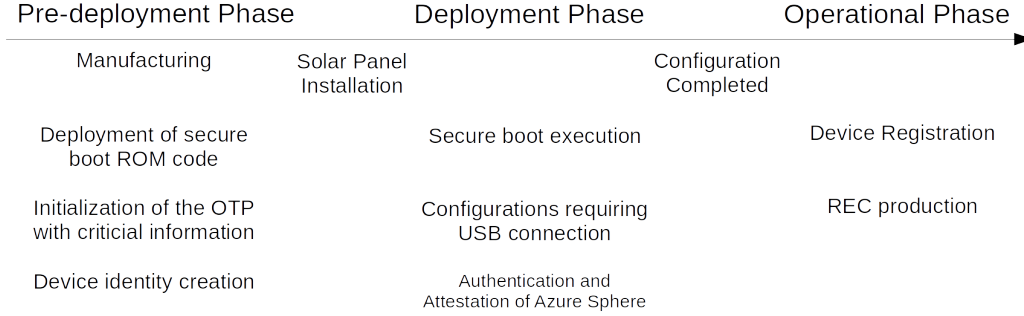 Pre-deployment Phase
Deployment Phase
Operational Phase
Manufacturing
Solar Panel
Installation
Configuration
Completed
Deployment of secure
boot ROM code
Secure boot execution
Device Registration
Initialization of the OTP
with criticial information
Configurations requiring
USB connection
REC production
Device identity creation
Authentication and
Attestation of Azure Sphere